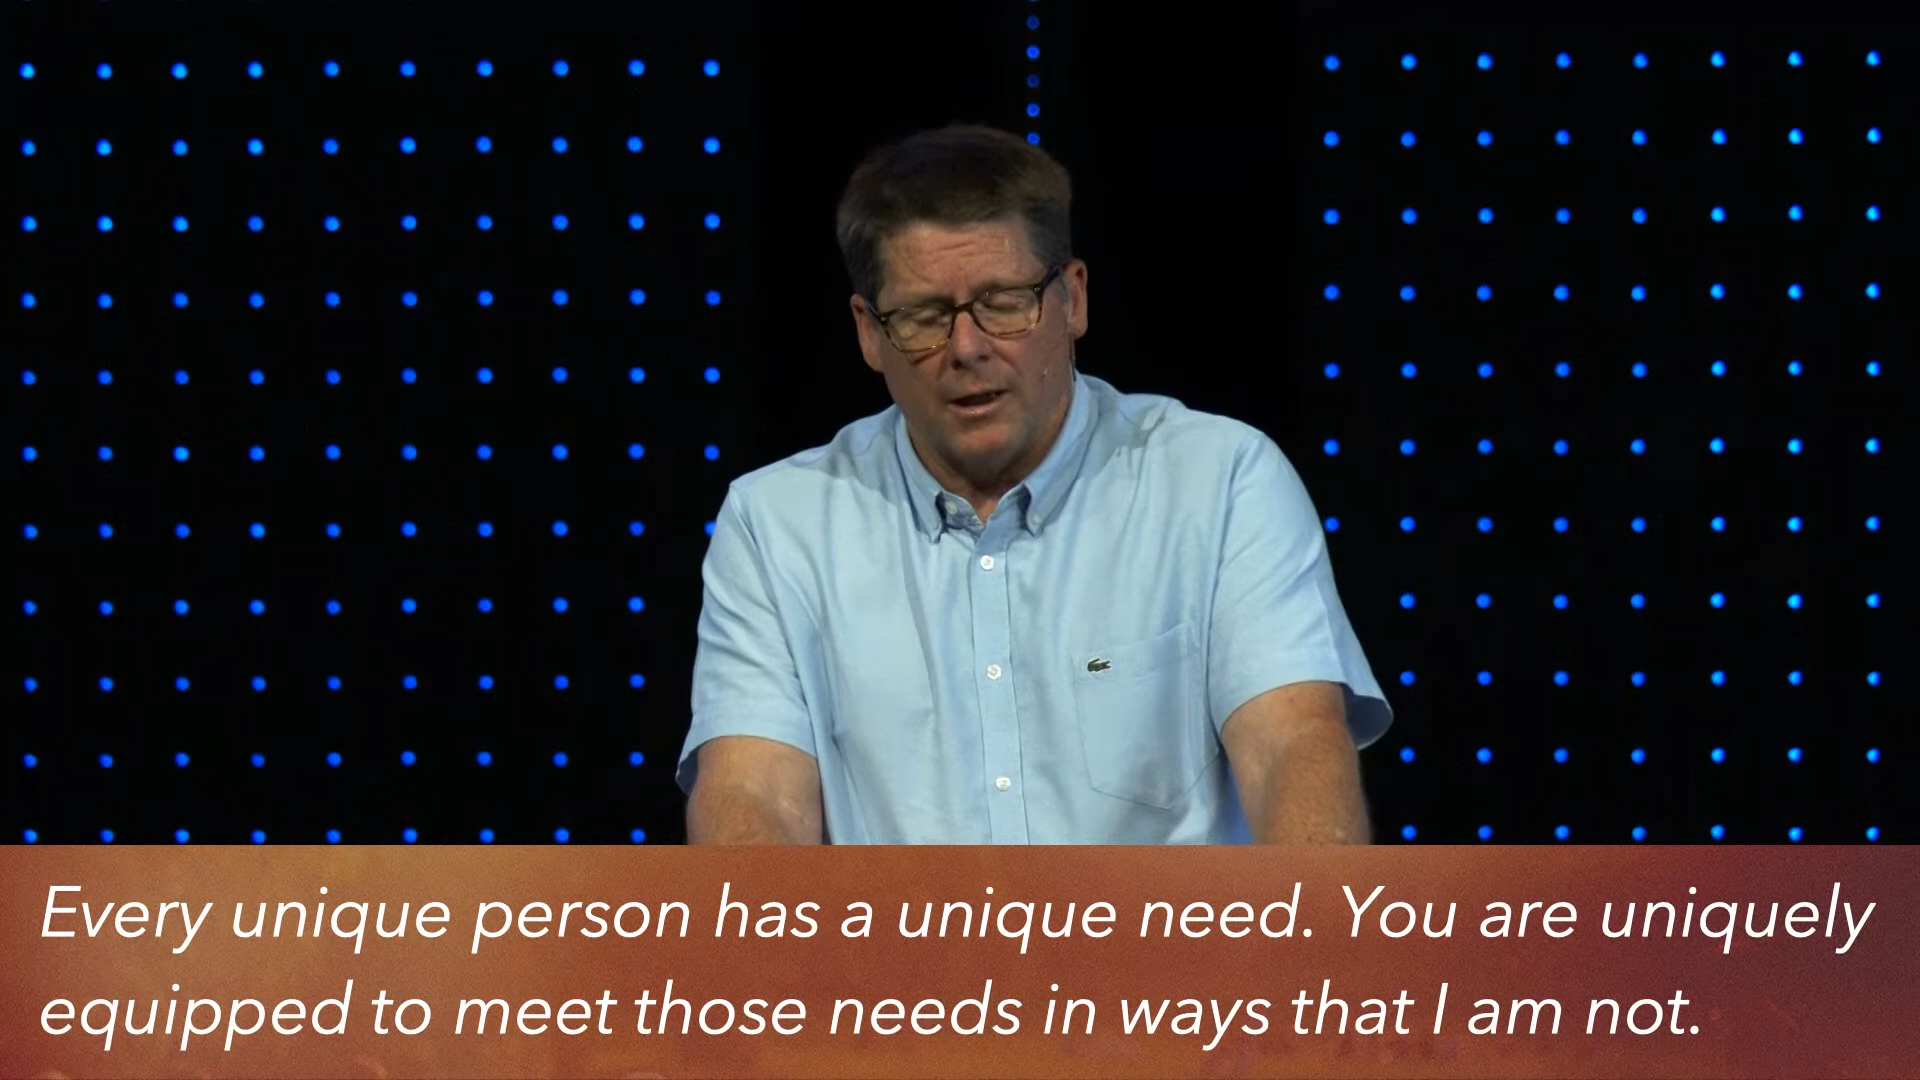 Every unique person has a unique need. You are uniquely
equipped to meet those needs in ways that I am not.